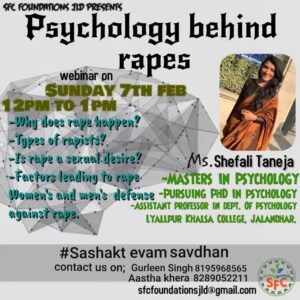 SFC FOUNDATIONS JLD PRESENTS
Psychology behind
rapes
webinar on
SUNDAY 7TH FEB
12PM TO 1PM
-Why does rape happen?
-Types of rapists?
-Is rape a sexual desire?
-Factors leading to rape
Women's and men's defense
against rape.
Ms. Shefali Taneja
-MASTERS IN PSYCHOLOGY
-PURSUING PHD IN PSYCHOLOGY
-ASSISTANT PROFESSOR IN DEPT. OF PSYCHOLOGY
LYALLPUR KHALSA COLLEGE, JALANDHAR.
#Sashakt evam savdhan
contact us on; Gurleen Singh 8195968565
Aastha khera 8289052211
sfcfoundationsjld@gmail.com
SFC